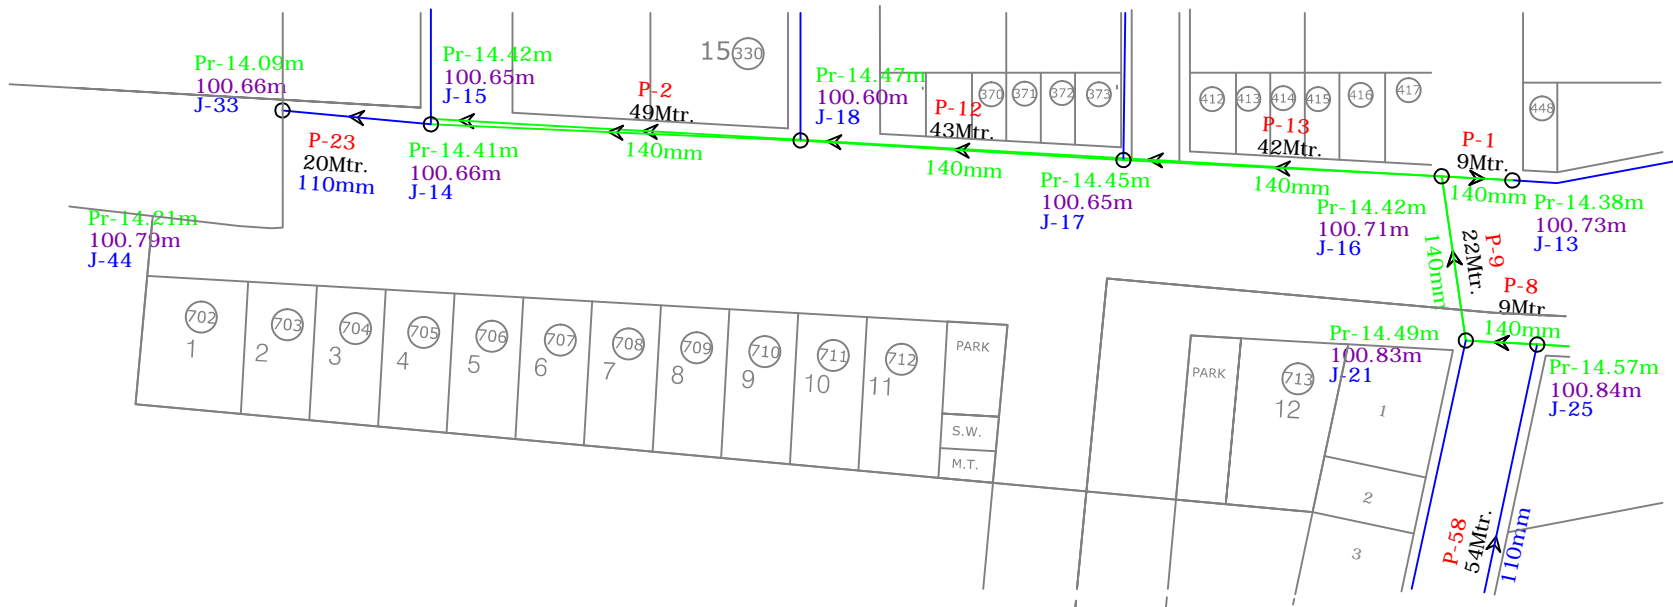 Pr-14.09m
100.66m
J-33
Pr-14.42m
100.65m
J-15
15
330
P-2
49Mtr.
140mm
Pr-14.47m
100.60m
J-18
370
371
372
373
P-12
43Mtr.
140mm
412
413
414
415
416
417
P-13
42Mtr.
140mm
448
P-1
9Mtr.
140mm
P-23
20Mtr.
110mm
Pr-14.41m
100.66m
J-14
Pr-14.45m
100.65m
J-17
Pr-14.42m
100.71m
J-16
Pr-14.38m
100.73m
J-13
Pr-14.21m
100.79m
J-44
P-9
22Mtr.
140mm
P-8
9Mtr
140mm
Pr-14.49m
100.83m
J-21
Pr-14.57m
100.84m
J-25
702
1
703
2
704
3
705
4
706
5
707
6
708
7
709
8
710
9
711
10
712
11
PARK
S.W.
M.T.
PARK
713
12
1
2
3
P-58
54Mtr.
110mm